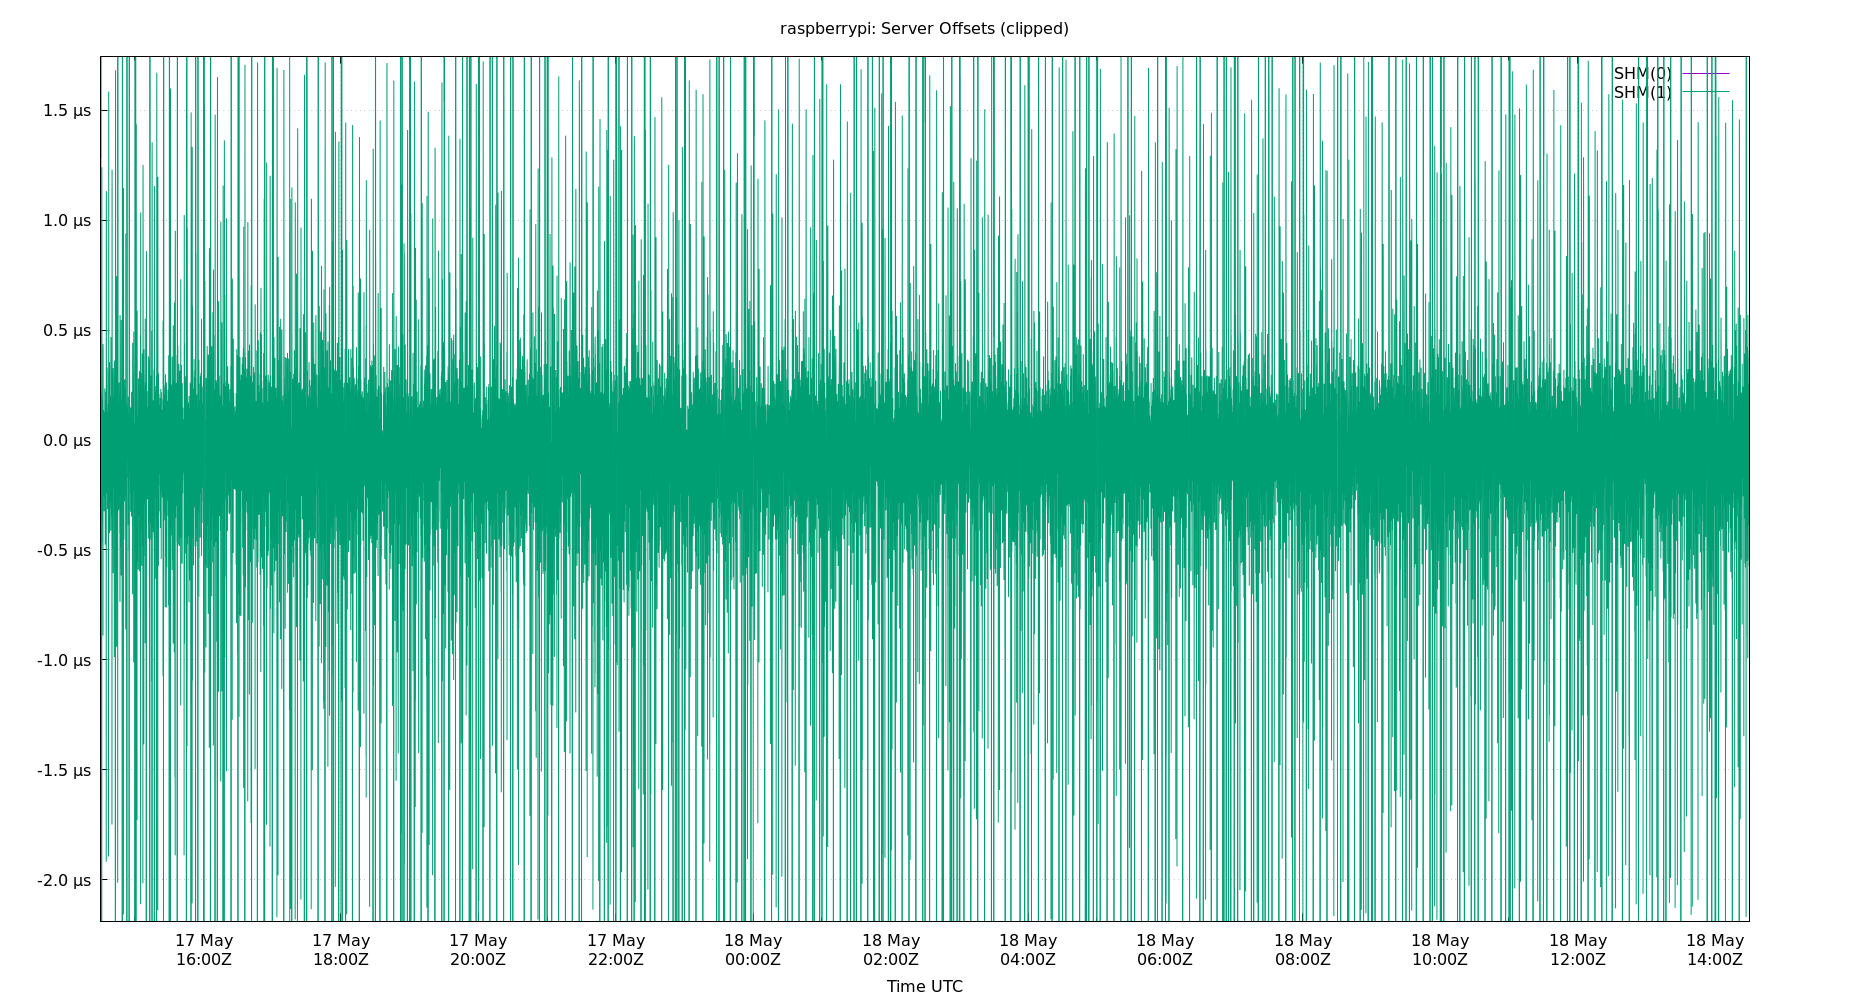 raspberrypi: Server Offsets (clipped)
SHM(0)
SHM(1)
1.5 µs
1.0 µs
0.5 µs
0.0 µs
-0.5 µs
-1.0 µs
-1.5 µs
-2.0 µs
17 May 17 May 17 May 17 May 18 May 18 May 18 May 18 May 18 May 18 May 18 May 18 May
16:00Z 18:00Z 20:00Z 22:00Z 00:00Z 02:00Z 04:00Z 06:00Z 08:00Z 10:00Z 12:00Z 14:00Z
Time UTC